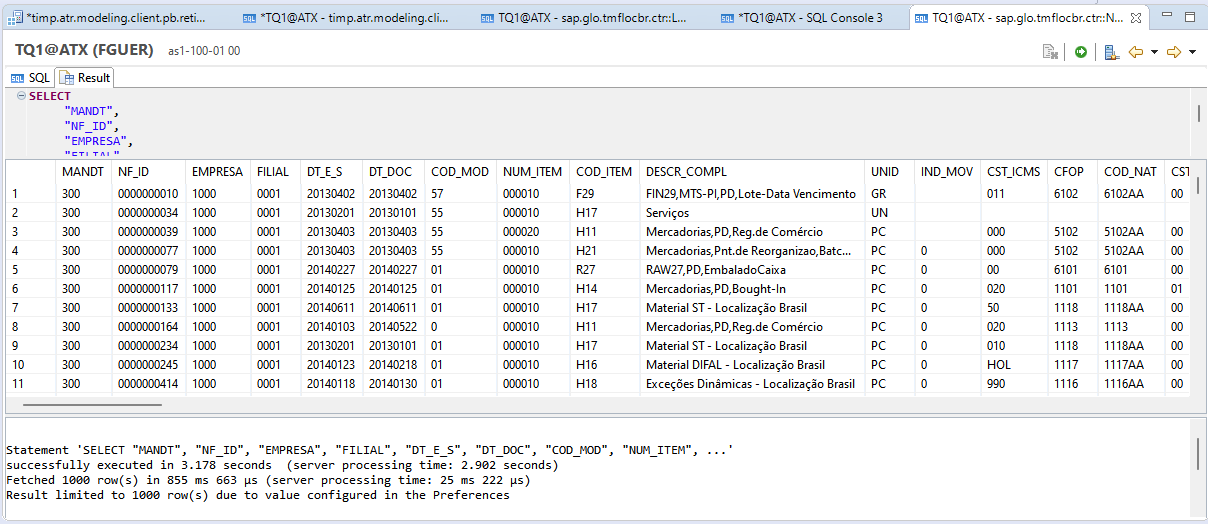 *timp.atr.modeling.client.pb.reti... *TQ1@ATX - timp.atr.modeling.cli... TQ1@ATX - sap.glo.tmflocbr.ctr::L... *TQ1@ATX - SQL Console 3 TQ1@ATX - sap.glo.tmflocbr.ctr::N...
TQ1@ATX (FGUER) as1-100-01 00
SQL SQL Result
SELECT
"MANDT",
"NF_ID",
"EMPRESA",
"FILIAL"
MANDT NF_ID EMPRESA FILIAL DT_E_S DT_DOC COD_MOD NUM_ITEM COD_ITEM DESCR_COMPL UNID IND_MOV CST_ICMS CFOP COD_NAT CST
1 300 0000000010 1000 0001 20130402 20130402 57 000010 F29 FIN29,MTS-PI,PD,Lote-Data Vencimento GR 011 6102 6102AA 00
2 300 0000000034 1000 0001 20130201 20130101 55 000010 H17 Serviços UN
3 300 0000000039 1000 0001 20130403 20130403 55 000020 H11 Mercadorias,PD,Reg.de Comércio PC 000 5102 5102AA 00
4 300 0000000077 1000 0001 20130403 20130403 55 000010 H21 Mercadorias,Pnt.de Reorganizao,Batc... PC 0 000 5102 5102AA 00
5 300 0000000079 1000 0001 20140227 20140227 01 000010 R27 RAW27,PD,EmbaladoCaixa PC 0 00 6101 6101 00
6 300 0000000117 1000 0001 20140125 20140125 01 000010 H14 Mercadorias,PD,Bought-In PC 0 020 1101 1101 01
7 300 0000000133 1000 0001 20140611 20140611 01 000010 H17 Material ST - Localização Brasil PC 0 50 1118 1118AA 00
8 300 0000000164 1000 0001 20140103 20140522 0 000010 H11 Mercadorias,PD,Reg.de Comércio PC 0 020 1113 1113 00
9 300 0000000234 1000 0001 20130201 20130101 01 000010 H17 Material ST - Localização Brasil PC 0 010 1118 1118AA 00
10 300 0000000245 1000 0001 20140123 20140218 01 000010 H16 Material DIFAL - Localização Brasil PC 0 HOL 1117 1117AA 00
11 300 0000000414 1000 0001 20140118 20140130 01 000010 H18 Exceções Dinámicas - Localização Brasil PC 0 990 1116 1116AA 00
Statement 'SELECT "MANDT", "NF_ID", "EMPRESA", "FILIAL", "DT_E_S", "DT_DOC", "COD_MOD", "NUM_ITEM", ...'
successfully executed in 3.178 seconds (server processing time: 2.902 seconds)
Fetched 1000 row(s) in 855 ms 663 µs (server processing time: 25 ms 222 µs)
Result limited to 1000 row(s) due to value configured in the Preferences